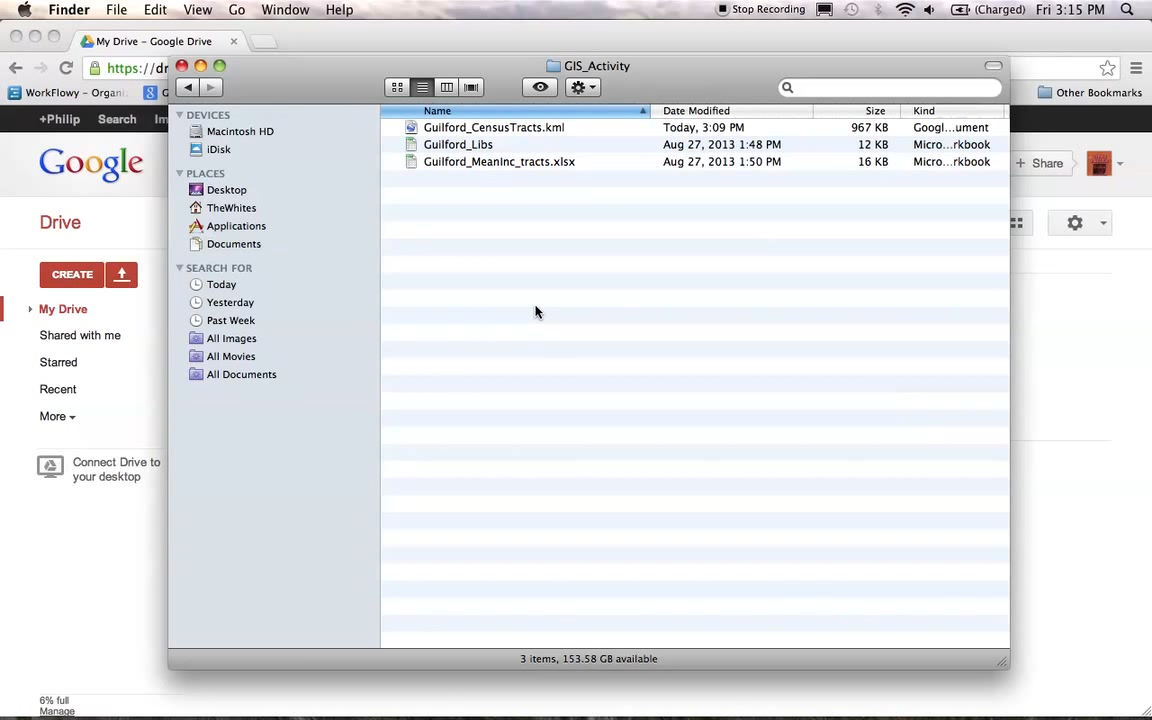 Finder File Edit View Go Window Help Stop Recording (Charged) Fri 3:15 PM
My Drive – Google Drive
https://dr
WorkFlowy - Organi Other Bookmarks
GIS_Activity
+Philip Search Im
Google
Share
Drive
CREATE
My Drive
Shared with me
Starred
Recent
More
Connect Drive to
your desktop
6% full
Manage
DEVICES
Macintosh HD
iDisk
PLACES
Desktop
TheWhites
Applications
Documents
SEARCH FOR
Today
Yesterday
Past Week
All Images
All Movies
All Documents
Name Date Modified Size Kind
Guilford_CensusTracts.kml Today, 3:09 PM 967 KB Googl...ument
Guilford_Libs Aug 27, 2013 1:48 PM 12 KB Micro...rkbook
Guilford_MeanInc_tracts.xlsx Aug 27, 2013 1:50 PM 16 KB Micro...rkbook
3 items, 153.58 GB available